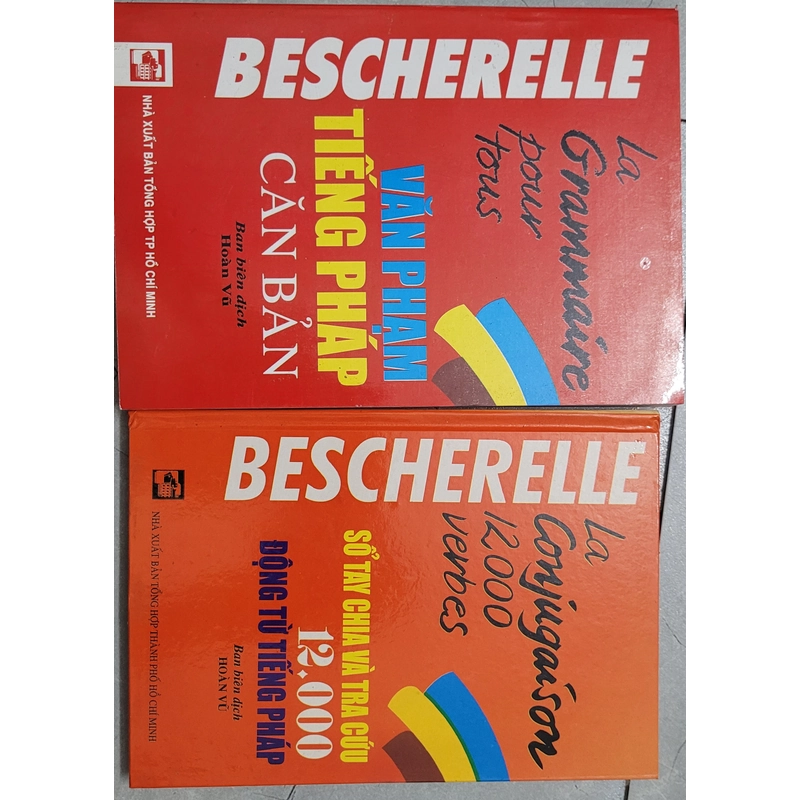 BESCHERELLE
La
Grammaire
pour
tous
VĂN PHẠM
TIẾNG PHÁP
CĂN BẢN
Ban biên dịch
Hoàn Vũ
NHÀ XUẤT BẢN TỔNG HỢP TP HỒ CHÍ MINH
BESCHERELLE
La
Conjugaison
12000
verbes
SỔ TAY CHIA VÀ TRA CỨU
12.000
ĐỘNG TỪ TIẾNG PHÁP
Ban biên dịch
HOÀN VŨ
NHÀ XUẤT BẢN TỔNG HỢP THÀNH PHỐ HỒ CHÍ MINH